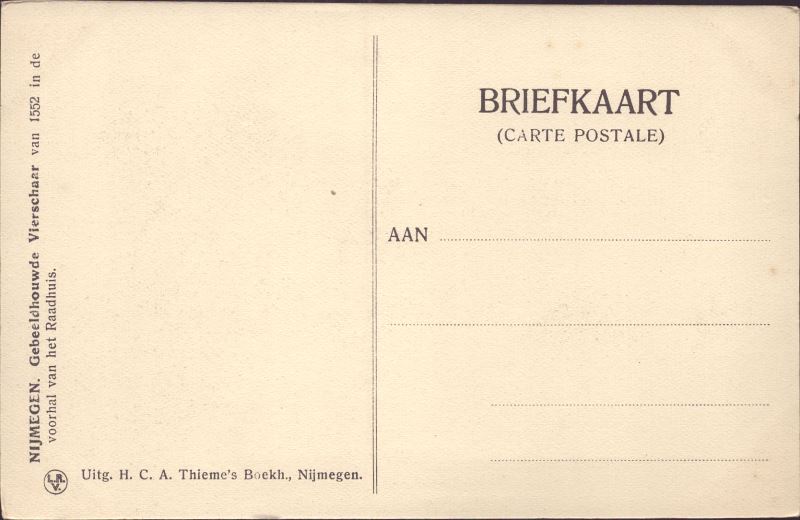 NIJMEGEN. Gebeeldhouwde Vierschaar van 1552 in de
voorhal van het Raadhuis.
L.R.
V.
Uitg. H. C. A. Thieme's Boekh., Nijmegen.
BRIEFKAART
(CARTE POSTALE)
AAN